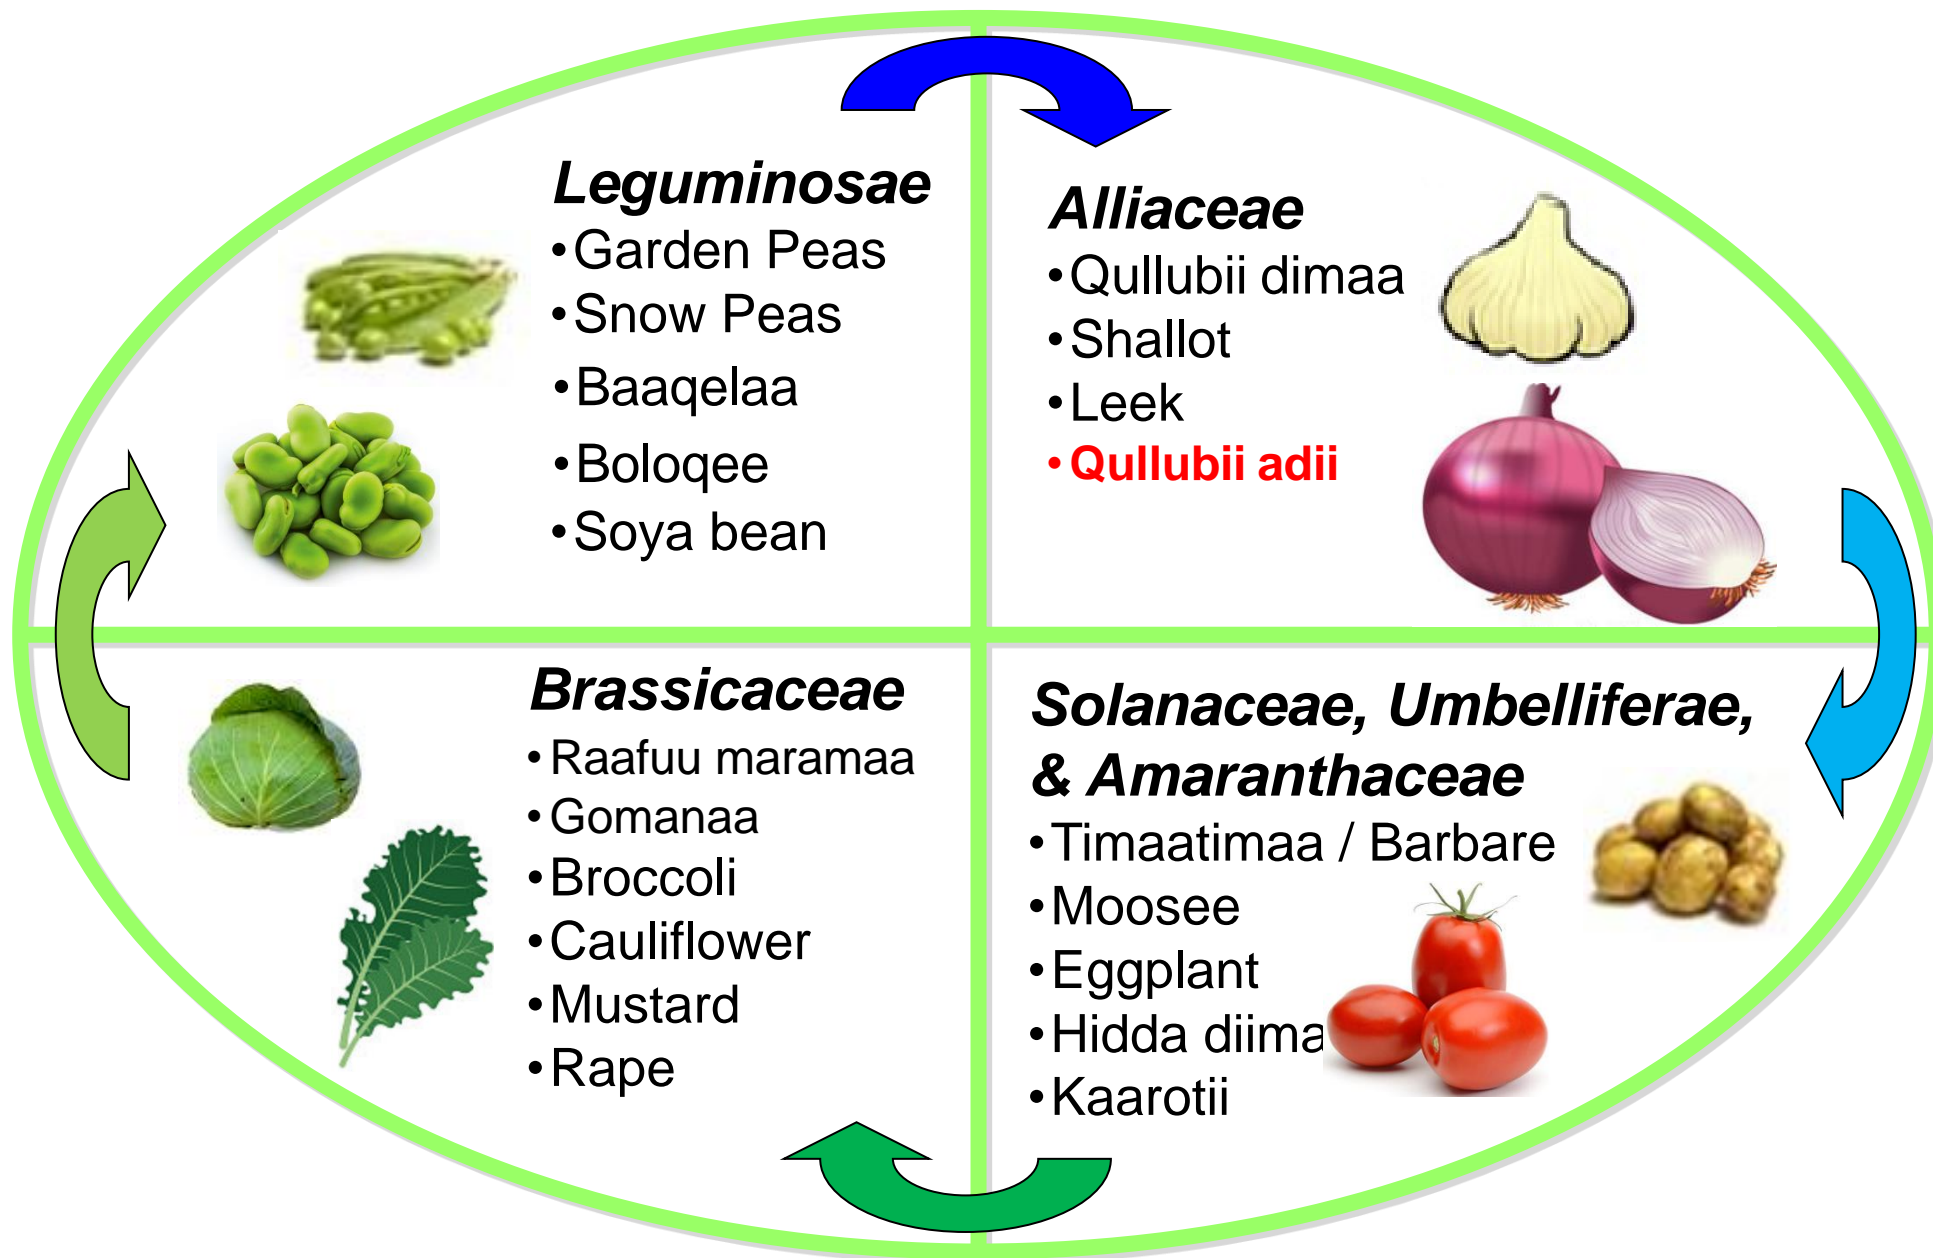 Leguminosae
•Garden Peas
•Snow Peas
•Baaqelaa
•Boloqee
•Soya bean
Alliaceae
•Qullubii dimaa
•Shallot
•Leek
•Qullubii adii
Brassicaceae
•Raafuu maramaa
•Gomanaa
•Broccoli
•Cauliflower
•Mustard
•Rape
Solanaceae, Umbelliferae,
& Amaranthaceae
•Timaatimaa / Barbare
•Moosee
•Eggplant
•Hidda diima
•Kaarotii